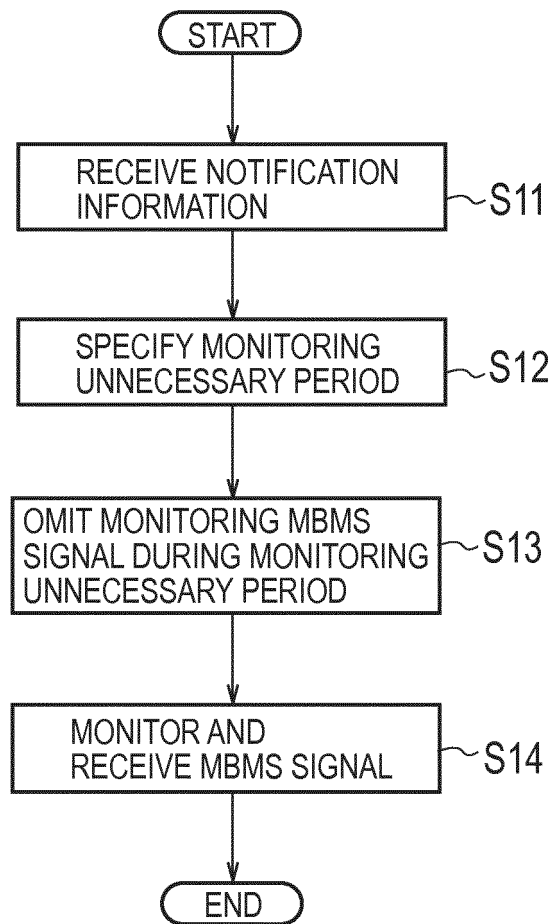 START
RECEIVE NOTIFICATION
INFORMATION
S11
SPECIFY MONITORING
UNNECESSARY PERIOD
S12
OMIT MONITORING MBMS
SIGNAL DURING MONITORING
UNNECESSARY PERIOD
S13
MONITOR AND
RECEIVE MBMS SIGNAL
S14
END